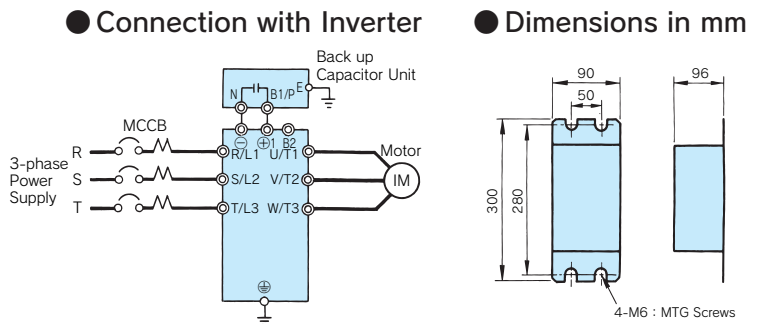 ● Connection with Inverter
Back up
Capacitor Unit
N
B1/P
E
MCCB
⊖
⊕1
B2
3-phase
Power
Supply
R
R/L1
U/T1
Motor
S
S/L2
V/T2
IM
T
T/L3
W/T3
● Dimensions in mm
90
50
96
300
280
4-M6 : MTG Screws